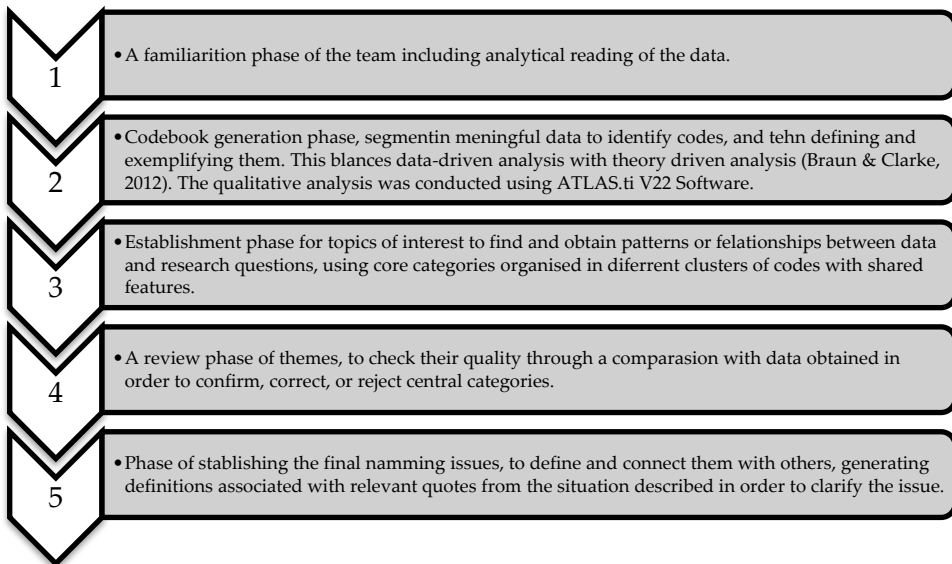 1
• A familiarition phase of the team including analytical reading of the data.
2
• Codebook generation phase, segmentin meaningful data to identify codes, and tehn defining and
exemplifying them. This blances data-driven analysis with theory driven analysis (Braun & Clarke,
2012). The qualitative analysis was conducted using ATLAS.ti V22 Software.
3
• Establishment phase for topics of interest to find and obtain patterns or felationships between data
and research questions, using core categories organised in diferrent clusters of codes with shared
features.
4
• A review phase of themes, to check their quality through a comparasion with data obtained in
order to confirm, correct, or reject central categories.
5
• Phase of stablishing the final namming issues, to define and connect them with others, generating
definitions associated with relevant quotes from the situation described in order to clarify the issue.